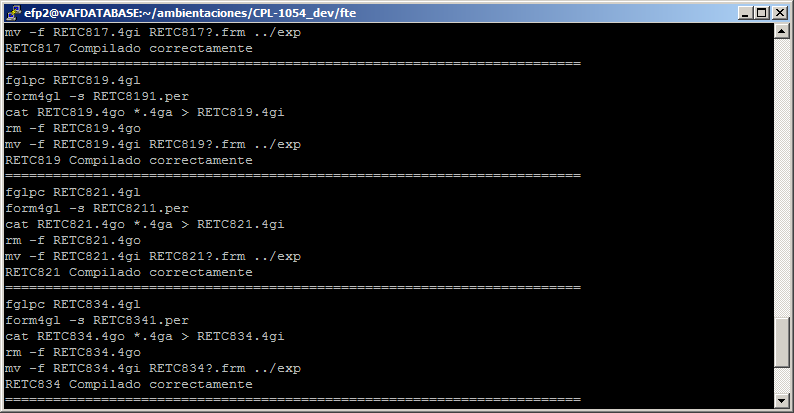 efp2@vAFDATABASE:~/ambientaciones/CPL-1054_dev/fte
mv -f RETC817.4gi RETC817?.frm ../exp
RETC817 Compilado correctamente
==========================================================================
fglpc RETC819.4gl
form4gl -s RETC8191.per
cat RETC819.4go *.4ga > RETC819.4gi
rm -f RETC819.4go
mv -f RETC819.4gi RETC819?.frm ../exp
RETC819 Compilado correctamente
==========================================================================
fglpc RETC821.4gl
form4gl -s RETC8211.per
cat RETC821.4go *.4ga > RETC821.4gi
rm -f RETC821.4go
mv -f RETC821.4gi RETC821?.frm ../exp
RETC821 Compilado correctamente
==========================================================================
fglpc RETC834.4gl
form4gl -s RETC8341.per
cat RETC834.4go *.4ga > RETC834.4gi
rm -f RETC834.4go
mv -f RETC834.4gi RETC834?.frm ../exp
RETC834 Compilado correctamente
==========================================================================